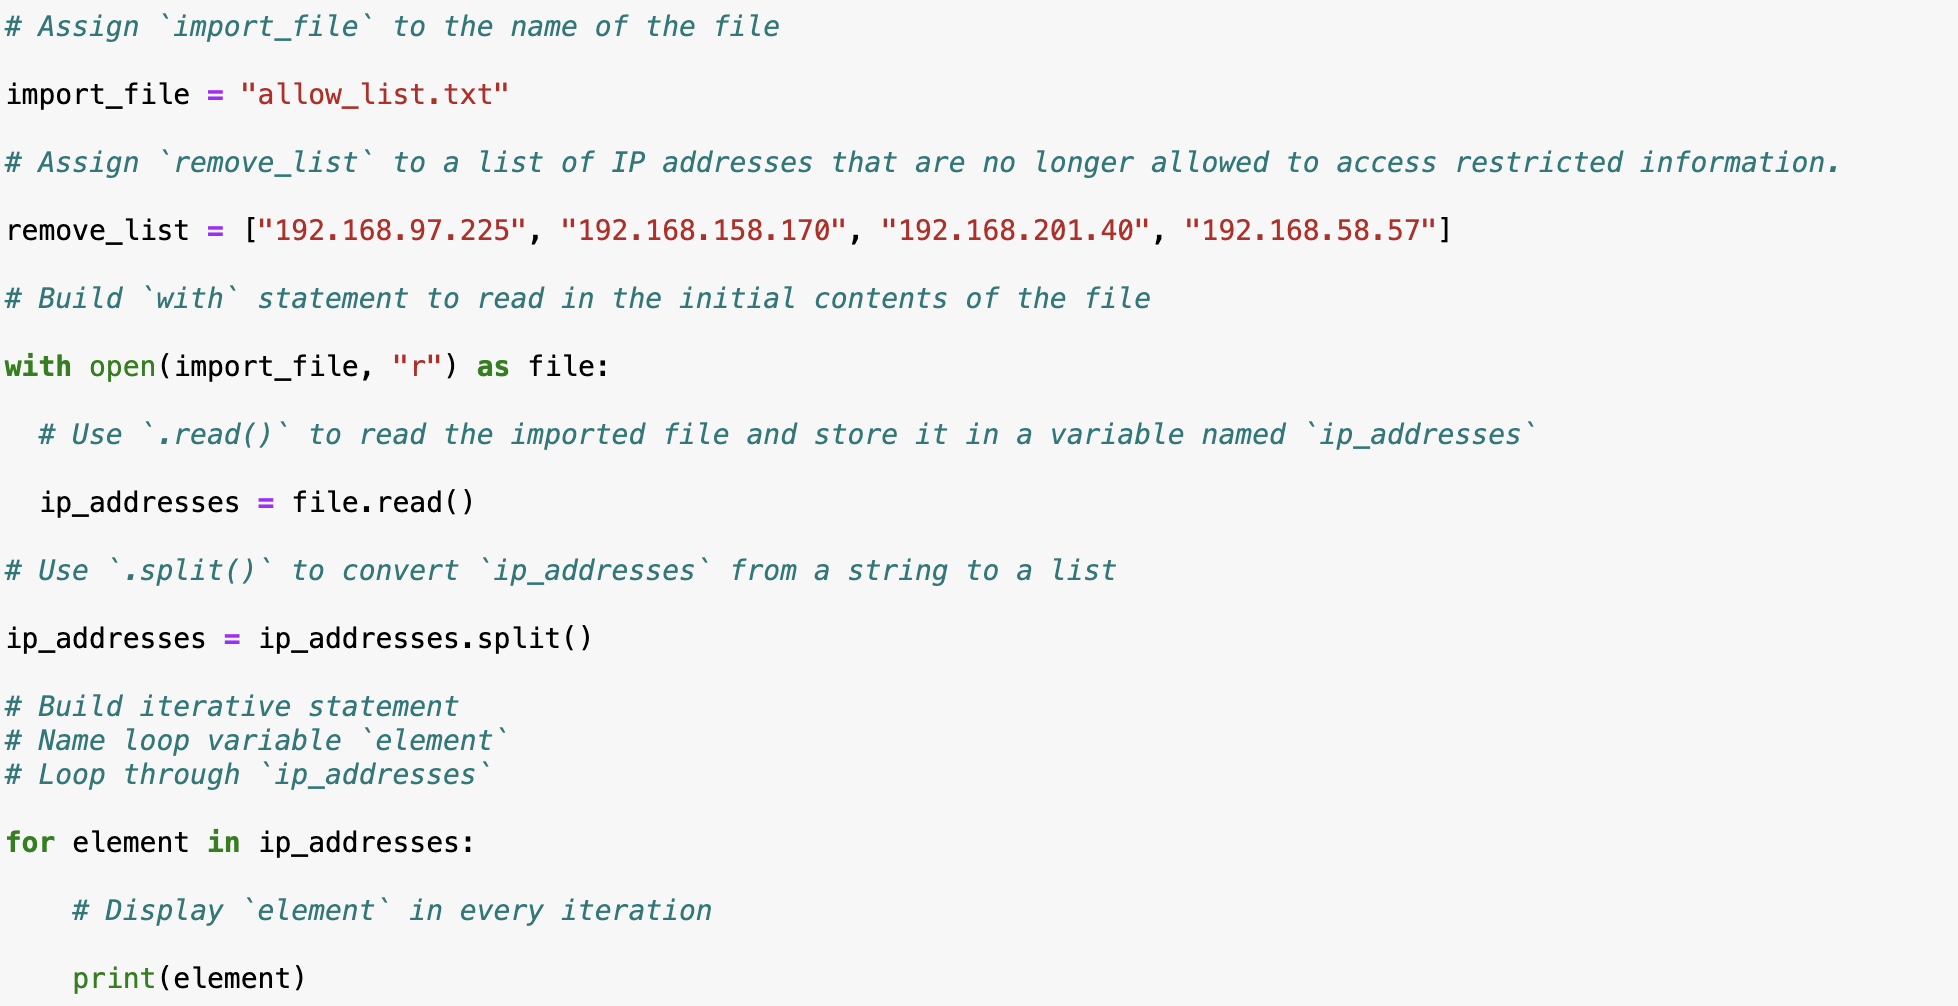 # Assign `import_file` to the name of the file
import_file = "allow_list.txt"
# Assign `remove_list` to a list of IP addresses that are no longer allowed to access restricted information.
remove_list = ["192.168.97.225", "192.168.158.170", "192.168.201.40", "192.168.58.57"]
# Build `with` statement to read in the initial contents of the file
with open(import_file, "r") as file:
  # Use `.read()` to read the imported file and store it in a variable named `ip_addresses`
  ip_addresses = file.read()
# Use `.split()` to convert `ip_addresses` from a string to a list
ip_addresses = ip_addresses.split()
# Build iterative statement
# Name loop variable `element`
# Loop through `ip_addresses`
for element in ip_addresses:
    # Display `element` in every iteration
    print(element)